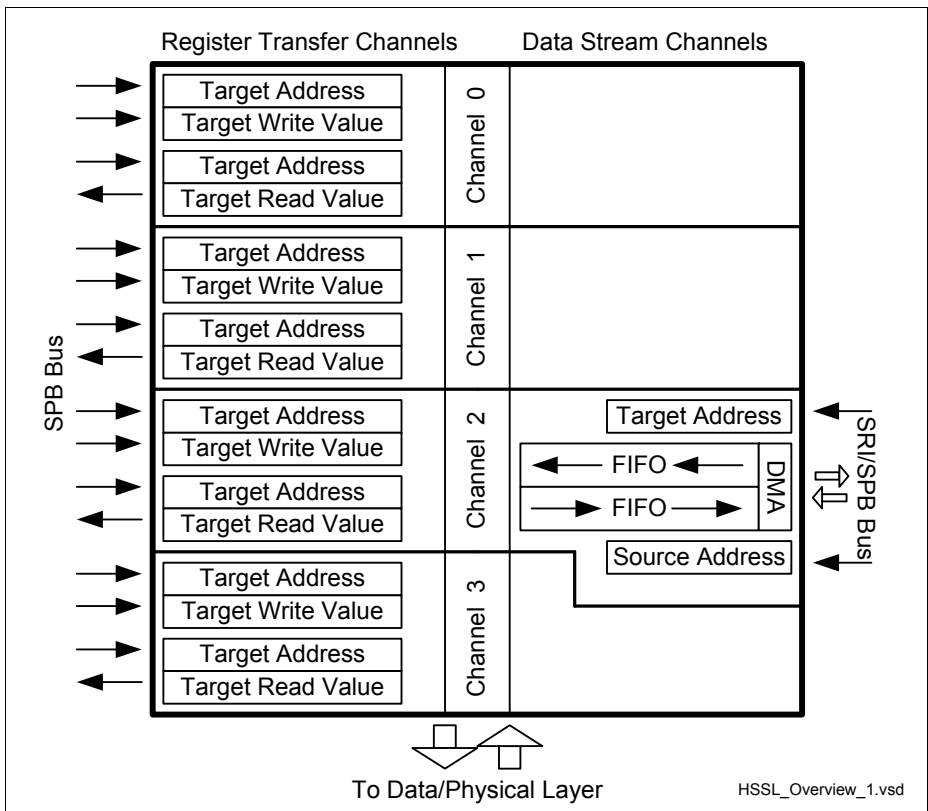 Register Transfer Channels
Data Stream Channels
Target Address
Target Write Value
Target Address
Target Read Value
Channel 0
Target Address
Target Write Value
Target Address
Target Read Value
Channel 1
SPB Bus
Target Address
Target Write Value
Target Address
Target Read Value
Channel 2
Target Address
FIFO
FIFO
DMA
Source Address
SRI/SPB Bus
Target Address
Target Write Value
Target Address
Target Read Value
Channel 3
To Data/Physical Layer
HSSL_Overview_1.vsd